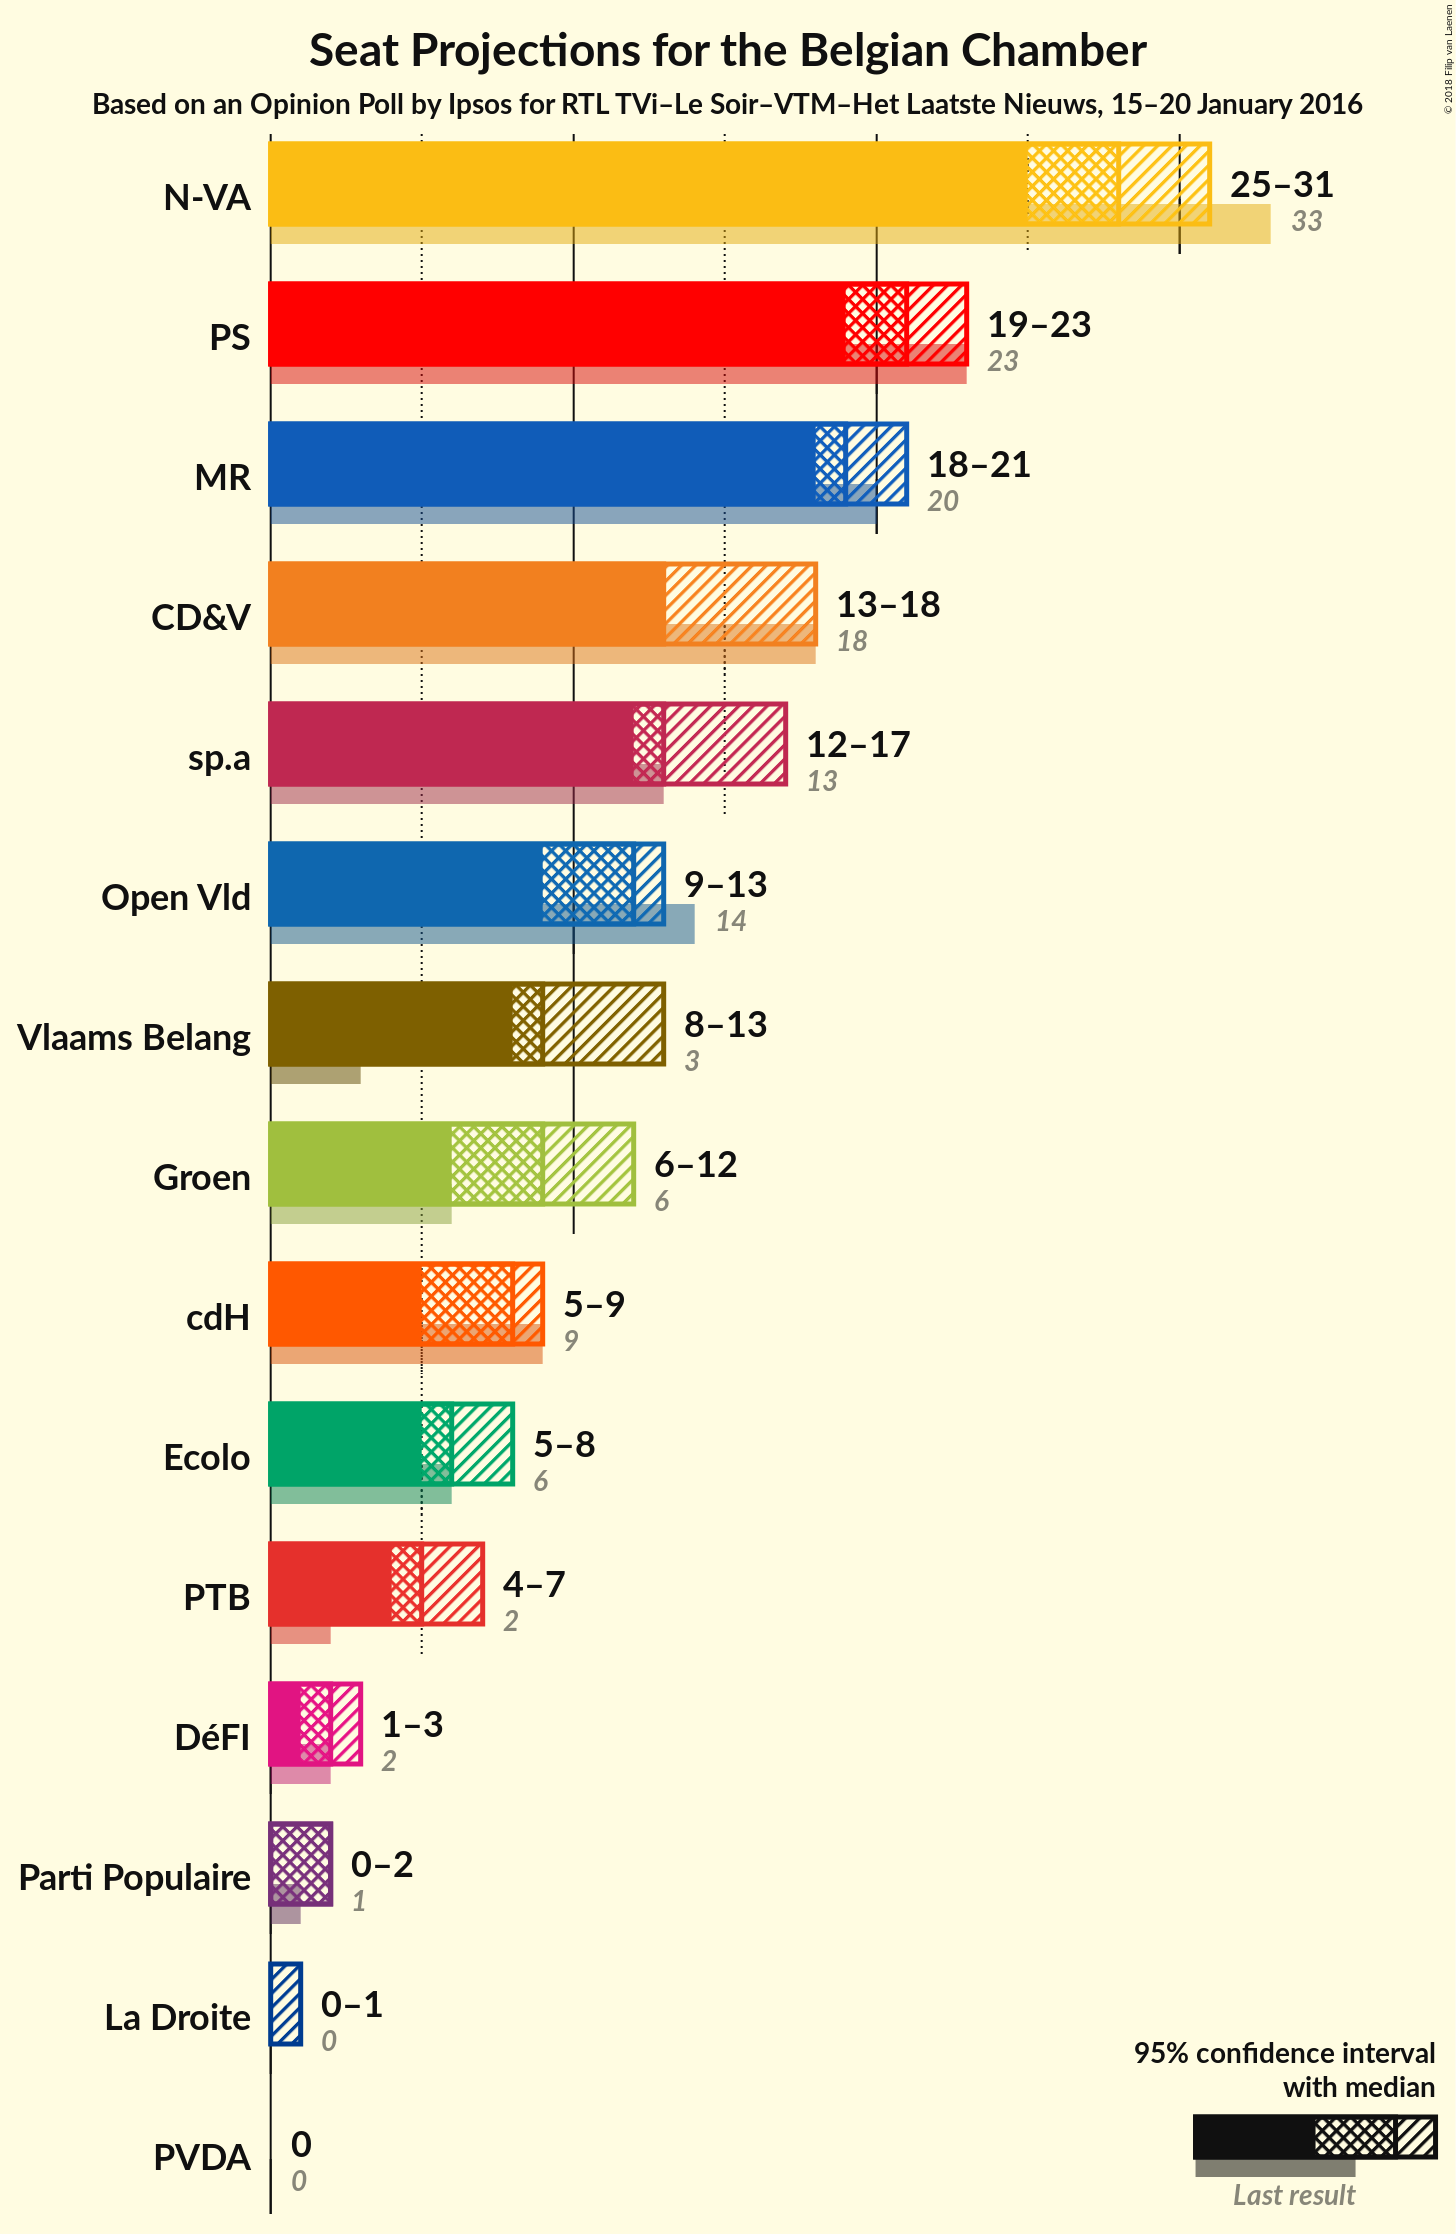 Seat Projections for the Belgian Chamber
Based on an Opinion Poll by Ipsos for RTL TVi–Le Soir–VTM–Het Laatste Nieuws, 15–20 January 2016
© 2018 Filip van Laenen
N-VA
25–31
33
PS
19–23
23
MR
18–21
20
CD&V
13–18
18
sp.a
12–17
13
Open Vld
9–13
14
Vlaams Belang
8–13
3
Groen
6–12
6
cdH
5–9
9
Ecolo
5–8
6
PTB
4–7
2
DéFI
1–3
2
Parti Populaire
0–2
1
La Droite
0–1
0
PVDA
0
0
95% confidence interval
with median
Last result